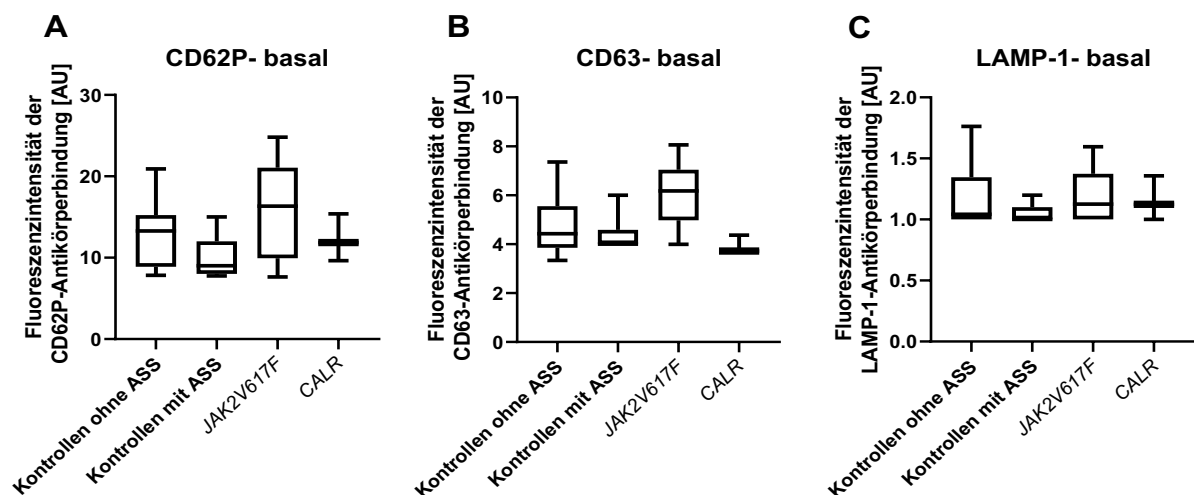 A
CD62P- basal
Fluoreszenzintensität der
CD62P-Antikörperbindung [AU]
30
20
10
0
Kontrollen ohne ASS
Kontrollen mit ASS
JAK2V617F
CALR
B
CD63- basal
Fluoreszenzintensität der
CD63-Antikörperbindung [AU]
10
8
6
4
2
0
Kontrollen ohne ASS
Kontrollen mit ASS
JAK2V617F
CALR
C
LAMP-1- basal
Fluoreszenzintensität der
LAMP-1-Antikörperbindung [AU]
2.0
1.5
1.0
0.5
0.0
Kontrollen ohne ASS
Kontrollen mit ASS
JAK2V617F
CALR